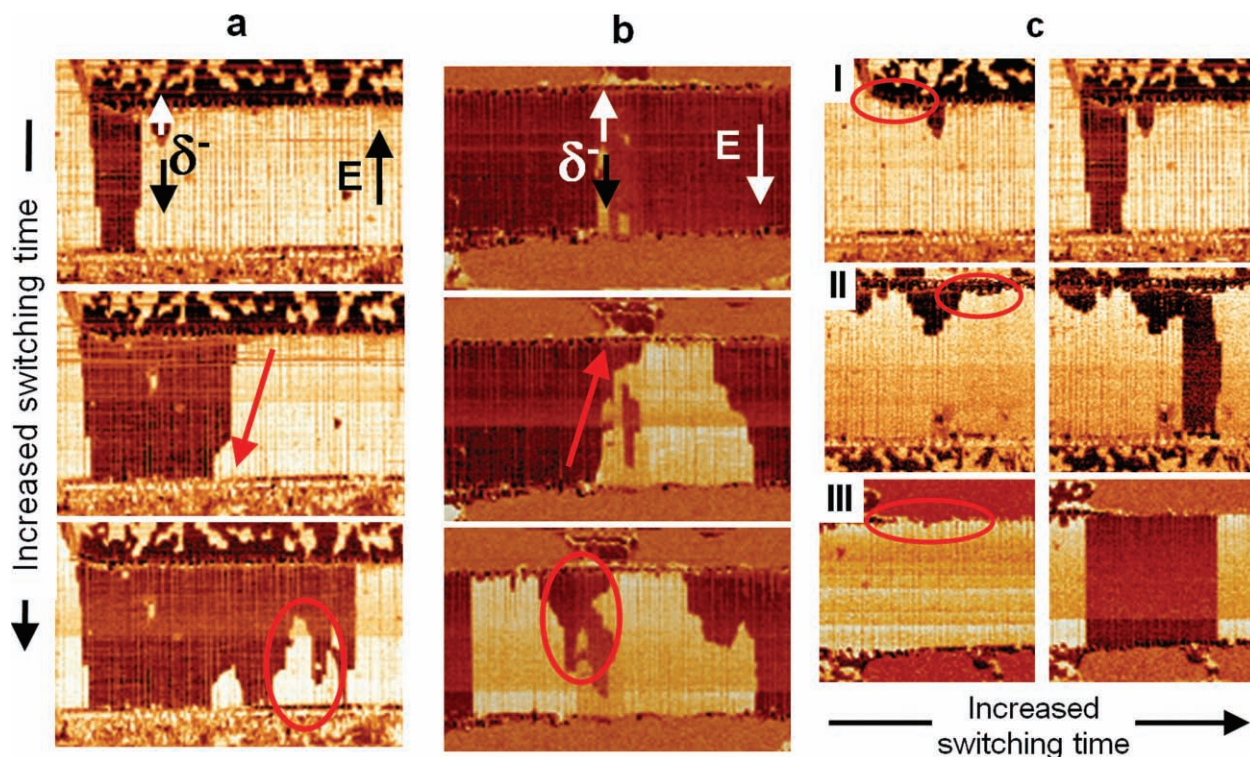 a
b
c
Increased switching time
δ-
E
δ-
E
I
II
III
Increased
switching time